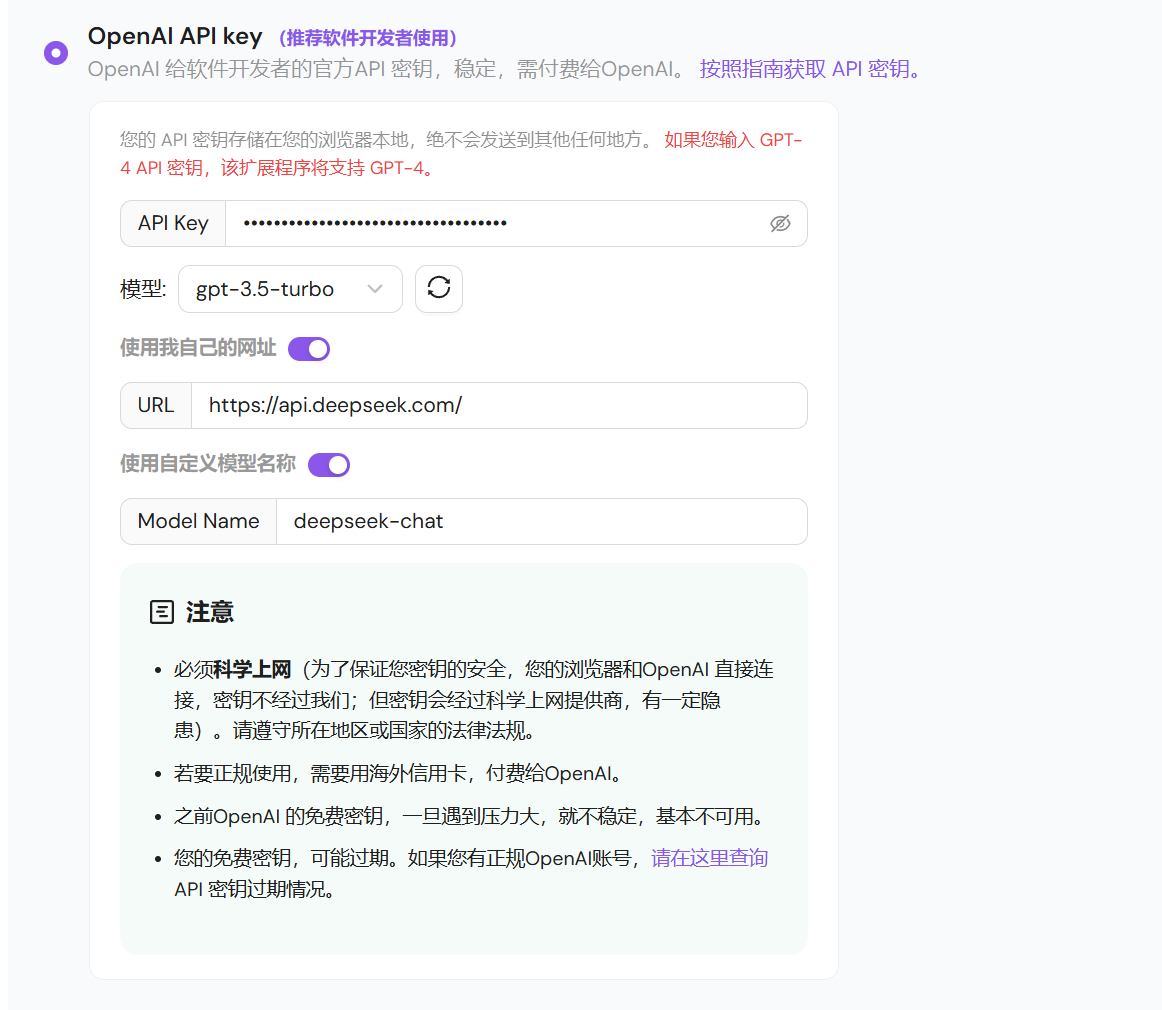 OpenAI API key （推荐软件开发者使用）
OpenAI 给软件开发者的官方API 密钥，稳定，需付费给OpenAI。 按照指南获取 API 密钥。
您的 API 密钥存储在您的浏览器本地，绝不会发送到其他任何地方。 如果您输入 GPT-
4 API 密钥，该扩展程序将支持 GPT-4。
API Key •••••••••••••••••••••••••••••••••••
模型: gpt-3.5-turbo
使用我自己的网址
URL https://api.deepseek.com/
使用自定义模型名称
Model Name deepseek-chat
注意
• 必须科学上网（为了保证您密钥的安全，您的浏览器和OpenAI 直接连
接，密钥不经过我们；但密钥会经过科学上网提供商，有一定隐
患）。请遵守所在地区或国家的法律法规。
• 若要正规使用，需要用海外信用卡，付费给OpenAI。
• 之前OpenAI 的免费密钥，一旦遇到压力大，就不稳定，基本不可用。
• 您的免费密钥，可能过期。如果您有正规OpenAI账号，请在这里查询
API 密钥过期情况。